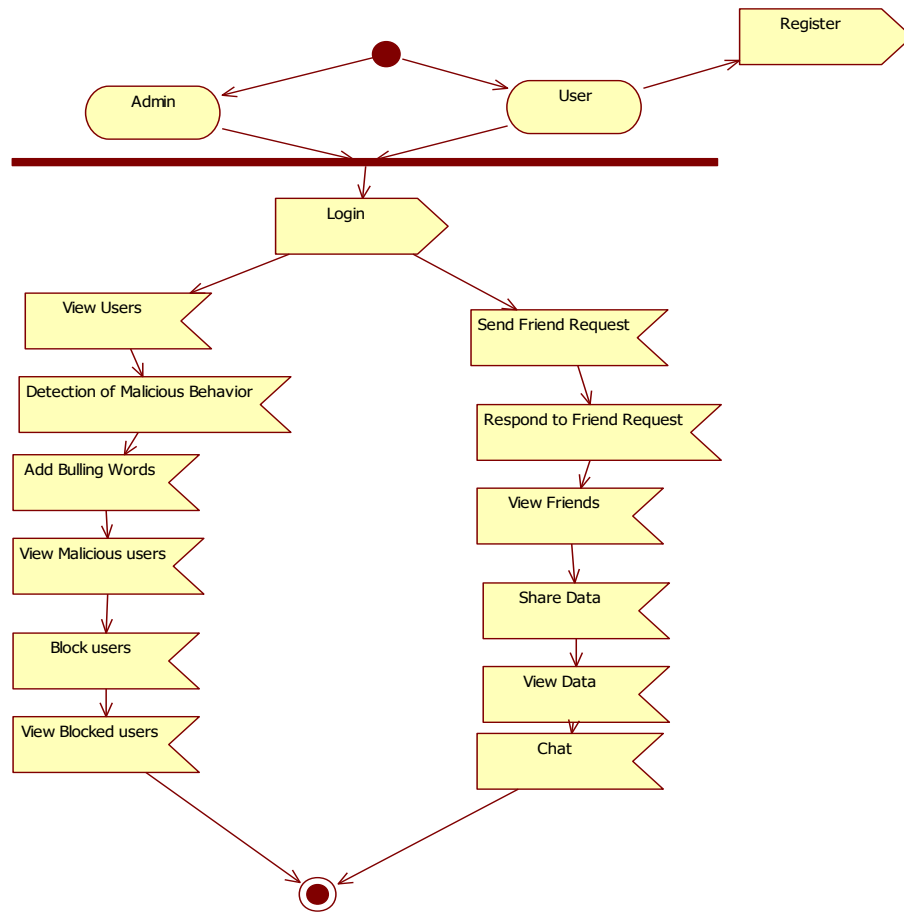 Register
Admin
User
Login
View Users
Send Friend Request
Detection of Malicious Behavior
Respond to Friend Request
Add Bulling Words
View Friends
View Malicious users
Share Data
Block users
View Data
View Blocked users
Chat